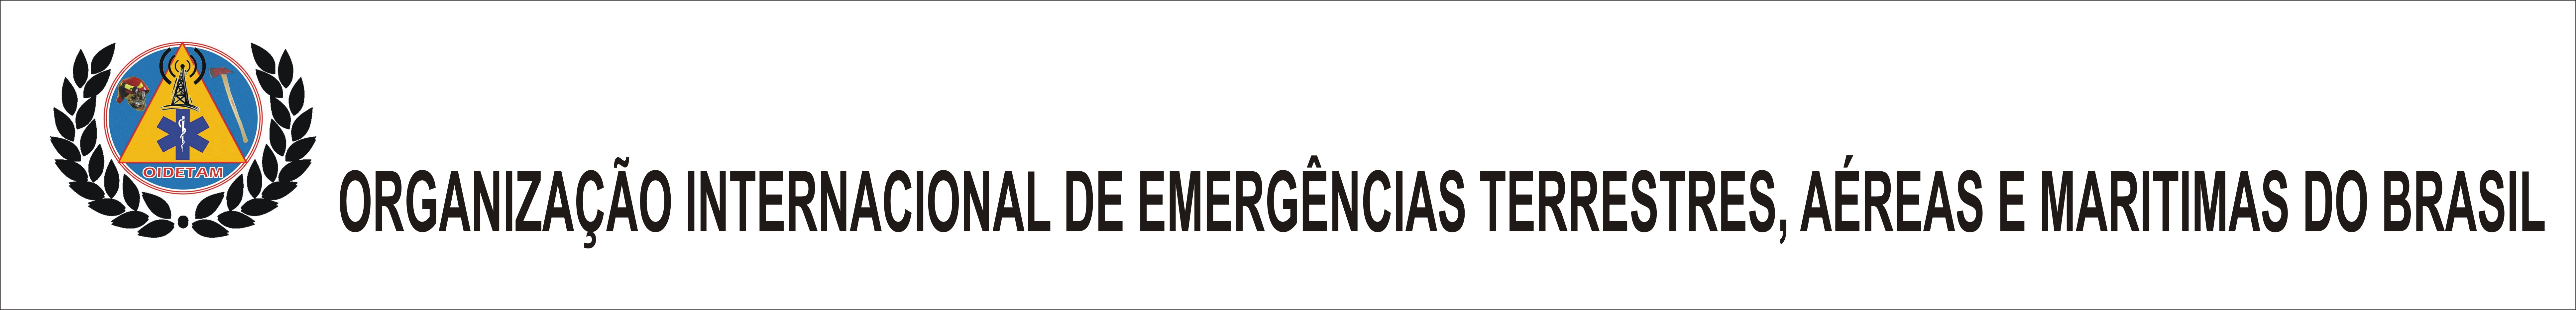 OIDETAM
ORGANIZAÇÃO INTERNACIONAL DE EMERGÊNCIAS TERRESTRES, AÉREAS E MARITIMAS DO BRASIL